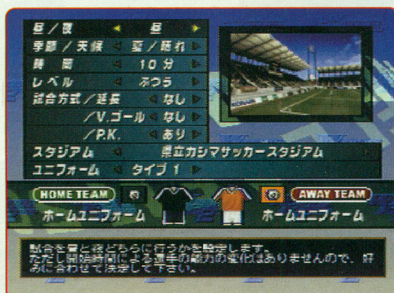 昼／夜 ◀ 昼 ▶
季節／天候 ◀ 夏／晴れ ▶
時間 ◀ 10分 ▶
レベル ◀ ふつう ▶
試合方式／延長 ◀ なし ▶
／V.ゴール ◀ なし ▶
／P.K. ◀ あり ▶
スタジアム ◀ 県立カシマサッカースタジアム ▶
ユニフォーム ◀ タイプ 1 ▶
HOME TEAM AWAY TEAM
ホームユニフォーム ホームユニフォーム
試合を昼と夜どちらに行うかを設定します。
ただし開始時間による選手の能力の変化はありませんので、好
みに合わせて決定して下さい。